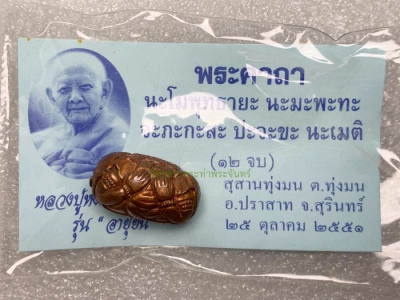 พระคาถา
นะโมพุทธายะ นะมะพะทะ
จะภะกะสะ ปะจะขะ นะเมติ
(๑๒ จบ)
สุสานทุ่งมน ต.ทุ่งมน
อ.ปราสาท จ.สุรินทร์
๒๕ ตุลาคม ๒๕๕๑
หลวงปู่
รุ่น "อายุยืน"